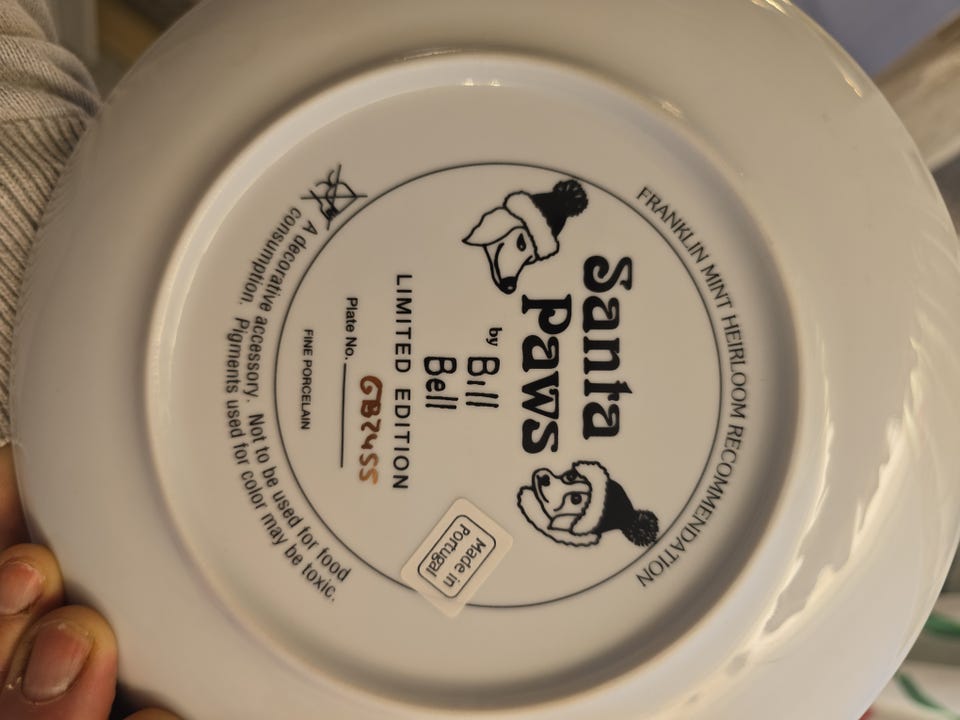 FRANKLIN MINT HEIRLOOM RECOMMENDATION
Santa
Paws
by Bill
Bell
LIMITED EDITION
Plate No. GB2455
FINE PORCELAIN
A decorative accessory. Not to be used for food
consumption. Pigments used for color may be toxic.
Made in
Portugal